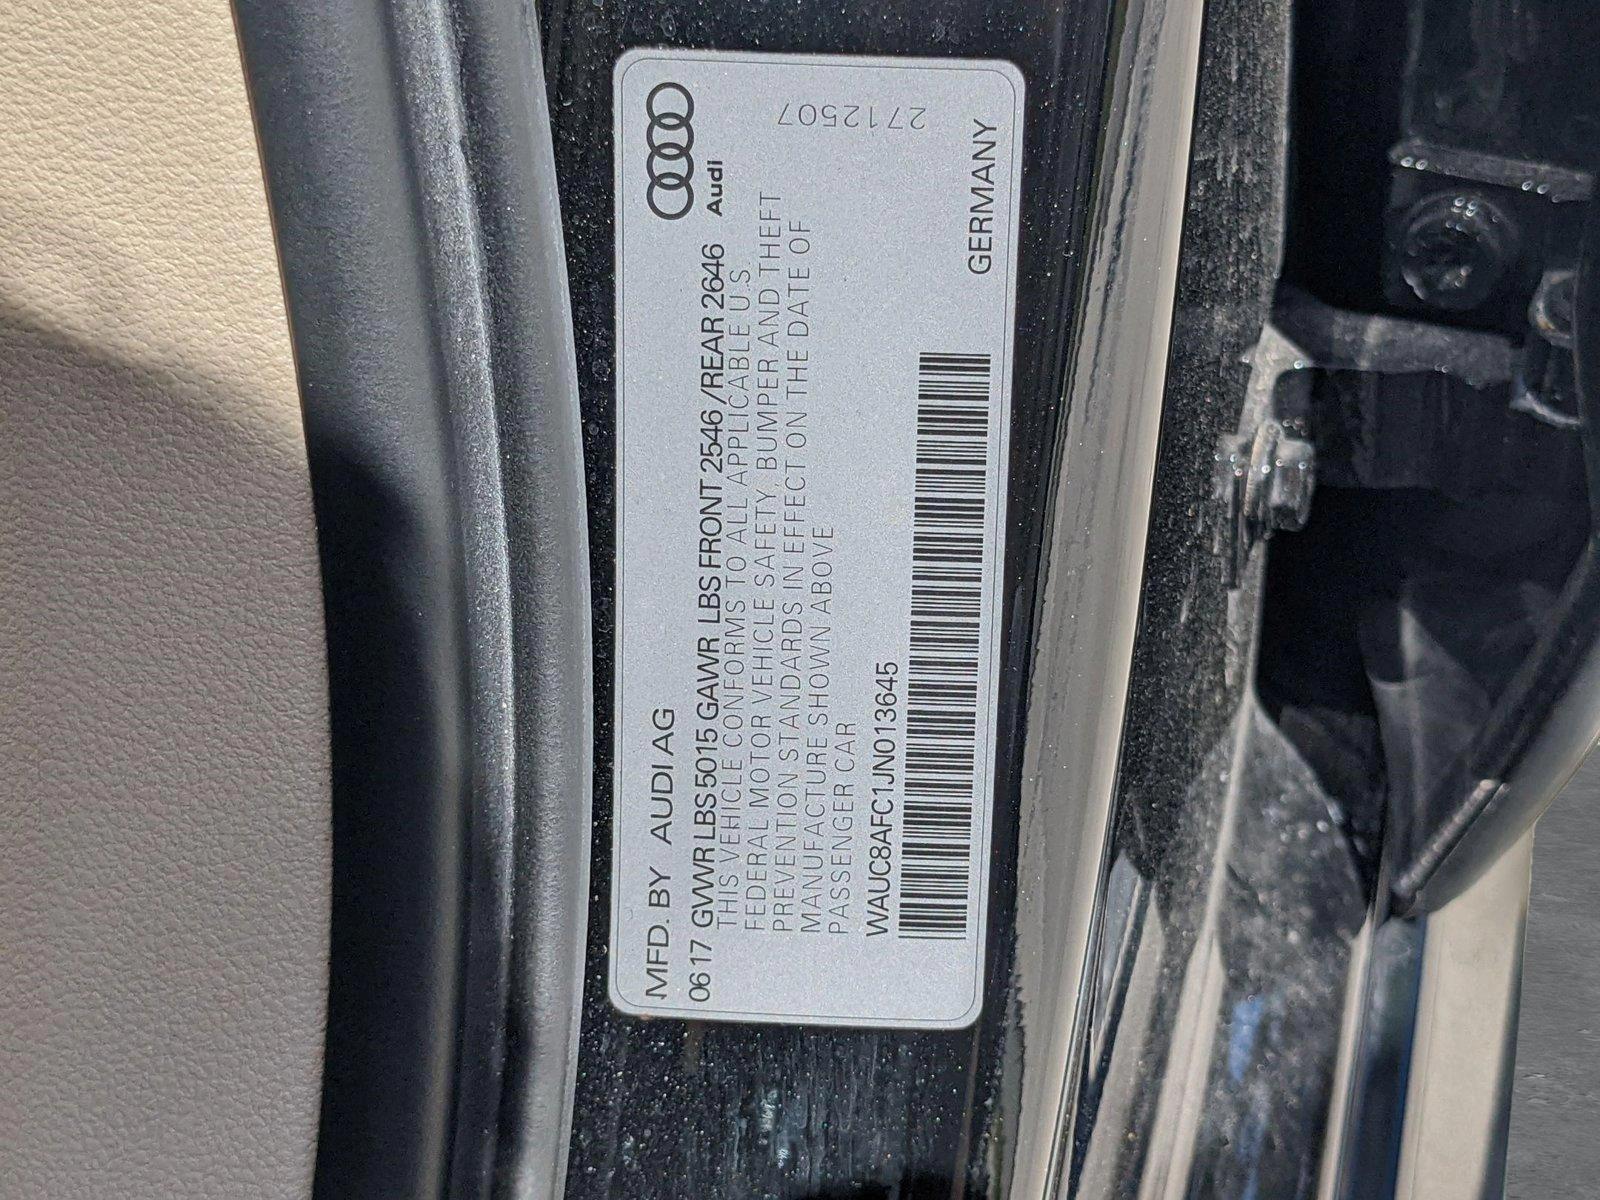 MFD. BY AUDI AG
0617 GVWR LBS 5015 GAWR LBS FRONT 2546 /REAR 2646
Audi
THIS VEHICLE CONFORMS TO ALL APPLICABLE U.S.
FEDERAL MOTOR VEHICLE SAFETY, BUMPER AND THEFT
PREVENTION STANDARDS IN EFFECT ON THE DATE OF
MANUFACTURE SHOWN ABOVE
PASSENGER CAR
WAUC8AFC1JN013645
GERMANY
2712507